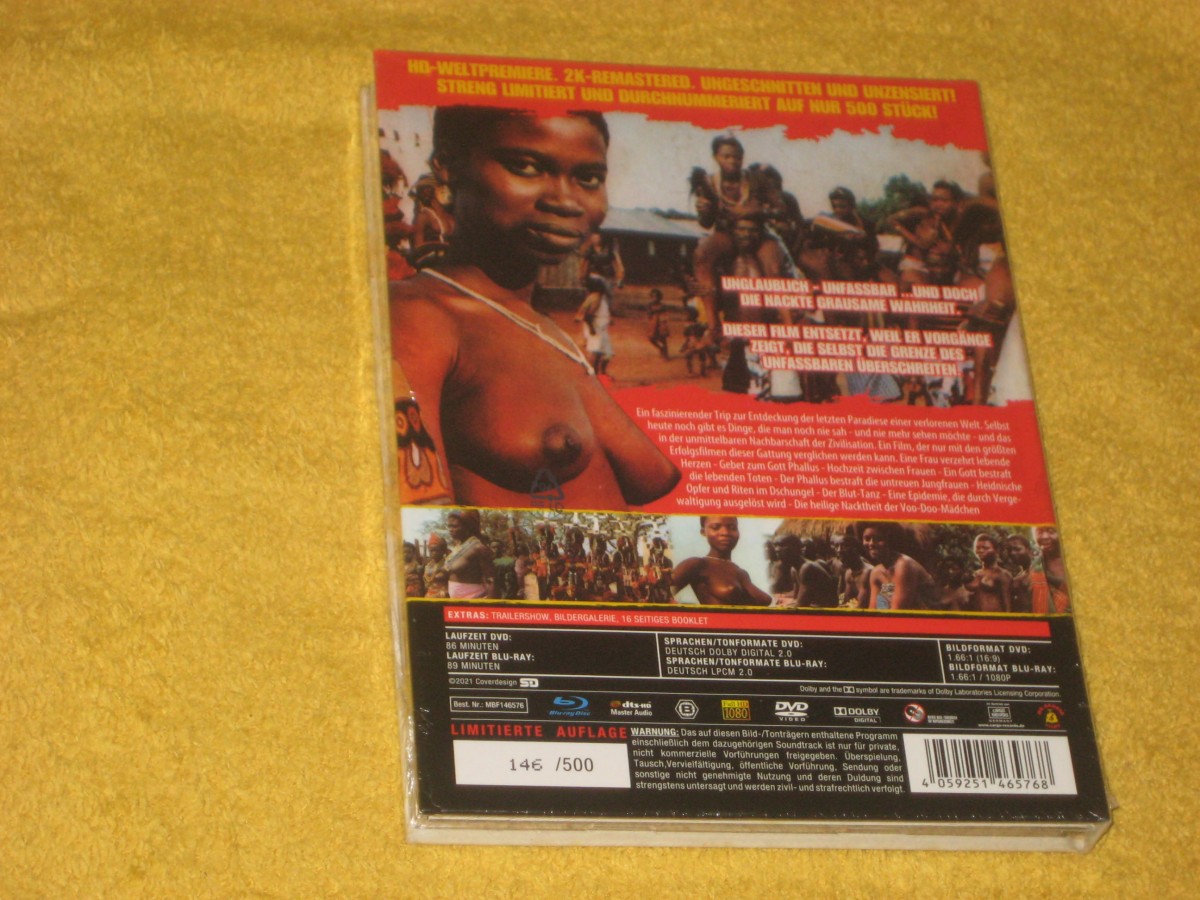 HD-WELTPREMIERE. 2K-REMASTERED. UNGESCHNITTEN UND UNZENSIERT!
STRENG LIMITIERT UND DURCHNUMMERIERT AUF NUR 500 STÜCK!
UNGLAUBLICH - UNFASSBAR ...UND DOCH
DIE NACKTE GRAUSAME WAHRHEIT.
DIESER FILM ENTSETZT, WEIL ER VORGÄNGE
ZEIGT, DIE SELBST DIE GRENZE DES
UNFASSBAREN ÜBERSCHREITEN.
Ein faszinierender Trip zur Entdeckung der letzten Paradiese einer verlorenen Welt. Selbst
heute noch gibt es Dinge, die man noch nie sah - und nie mehr sehen möchte - und das
in der unmittelbaren Nachbarschaft der Zivilisation. Ein Film, der nur mit den größten
Erfolgsfilmen dieser Gattung verglichen werden kann. Eine Frau verzehrt lebende
Herzen - Gebet zum Gott Phallus - Hochzeit zwischen Frauen - Ein Gott bestraft
die lebenden Toten - Der Phallus bestraft die untreuen Jungfrauen - Heidnische
Opfer und Riten im Dschungel - Der Blut-Tanz - Eine Epidemie, die durch Verge-
waltigung ausgelöst wird - Die heilige Nacktheit der Voo-Doo-Mädchen
EXTRAS: TRAILERSHOW, BILDERGALERIE, 16 SEITIGES BOOKLET
LAUFZEIT DVD:
86 MINUTEN
LAUFZEIT BLU-RAY:
89 MINUTEN
SPRACHEN/TONFORMATE DVD:
DEUTSCH DOLBY DIGITAL 2.0
SPRACHEN/TONFORMATE BLU-RAY:
DEUTSCH LPCM 2.0
BILDFORMAT DVD:
1.66:1 (16:9)
BILDFORMAT BLU-RAY:
1.66:1 / 1080P
©2021 Coverdesign SD
Dolby and the DD symbol are trademarks of Dolby Laboratories Licensing Corporation.
Best. Nr.: MBF146576
Blu-ray Disc
dts-HD
Master Audio
B
Full HD
1080
DVD
VIDEO
DOLBY
DIGITAL
LIMITIERTE AUFLAGE
146 /500
WARNUNG: Das auf diesen Bild-/Tonträgern enthaltene Programm
einschließlich dem dazugehörigen Soundtrack ist nur für private,
nicht kommerzielle Vorführungen freigegeben. Überspielung,
Tausch,Vervielfältigung, öffentliche Vorführung, Sendung oder
sonstige nicht genehmigte Nutzung und deren Duldung sind
strengstens untersagt und werden zivil- und strafrechtlich verfolgt.
4 059251 465768